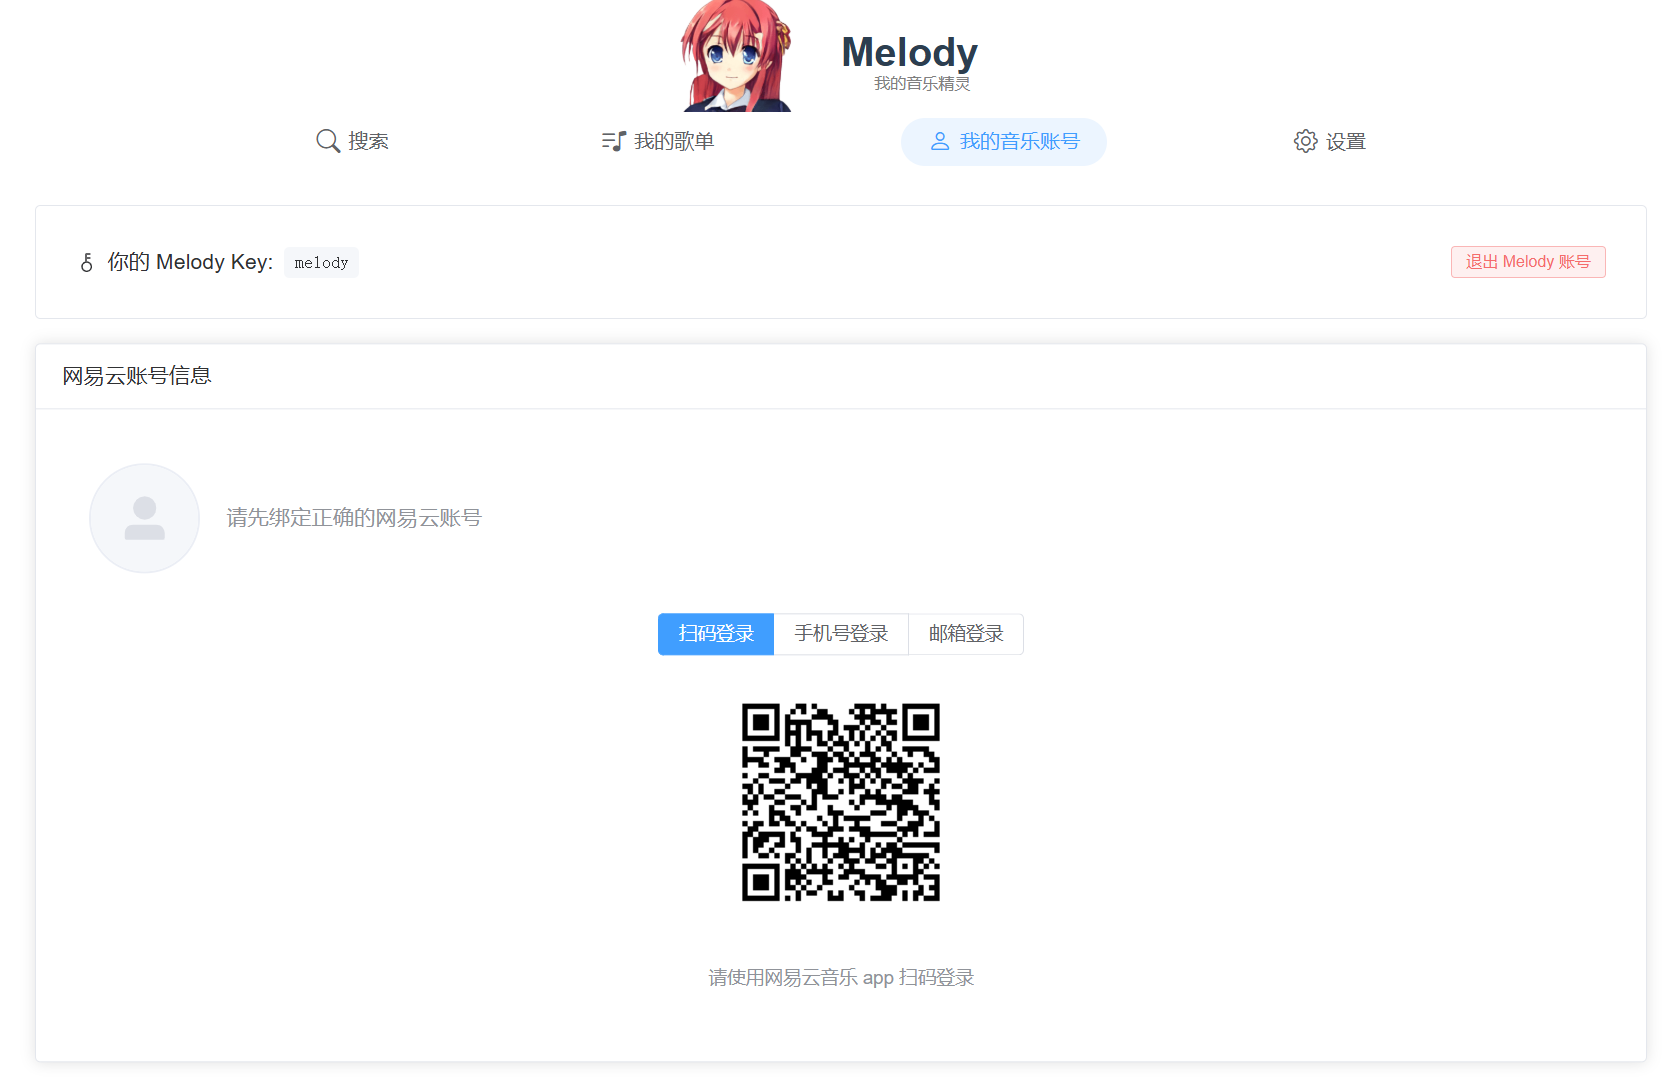 Melody
我的音乐精灵
搜索
我的歌单
我的音乐账号
设置
你的 Melody Key: melody
退出 Melody 账号
网易云账号信息
请先绑定正确的网易云账号
扫码登录
手机号登录
邮箱登录
请使用网易云音乐 app 扫码登录